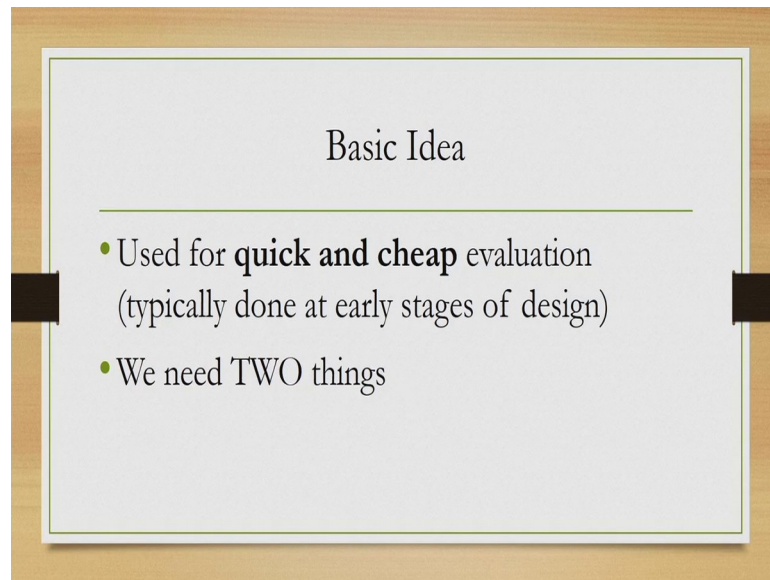 Basic Idea
• Used for quick and cheap evaluation
(typically done at early stages of design)
• We need TWO things